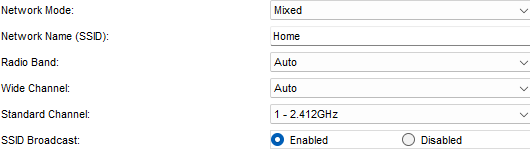 Network Mode: Mixed
Network Name (SSID): Home
Radio Band: Auto
Wide Channel: Auto
Standard Channel: 1 - 2.412GHz
SSID Broadcast: Enabled Disabled